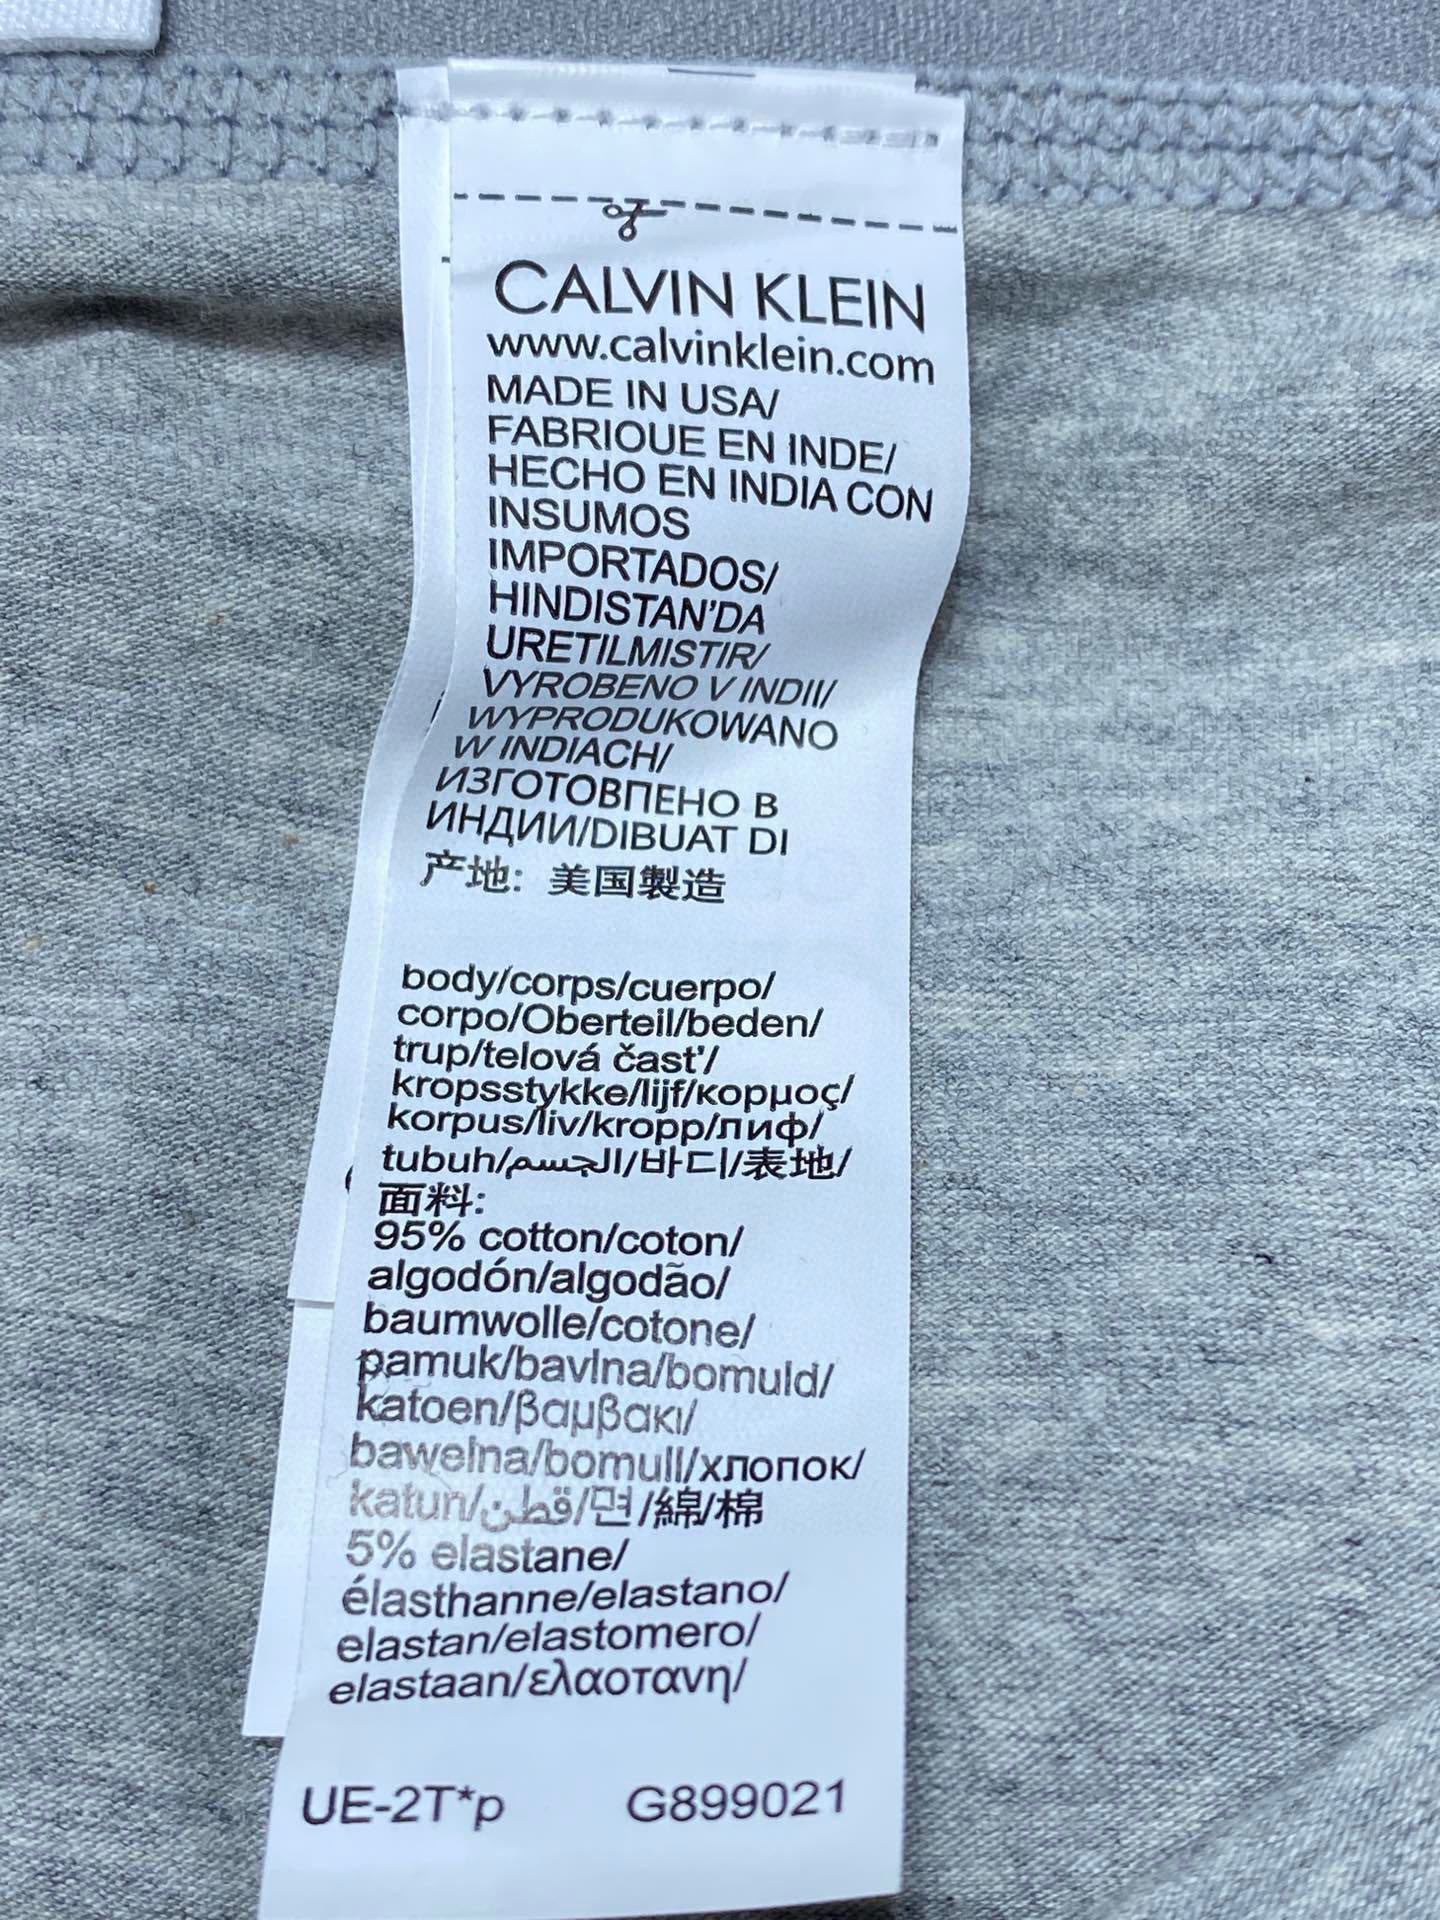 CALVIN KLEIN
www.calvinklein.com
MADE IN USA/
FABRIOUE EN INDE/
HECHO EN INDIA CON
INSUMOS
IMPORTADOS/
HINDISTAN'DA
URETILMISTIR/
VYROBENO V INDII/
WYPRODUKOWANO
W INDIACH/
ИЗГОТОВПЕНО В
ИНДИИ/DIBUAT DI
产地: 美国製造
body/corps/cuerpo/
corpo/Oberteil/beden/
trup/telová čast'/
kropsstykke/lijf/κορμος/
korpus/liv/kropp/лиф/
tubuh/الجسم/바디/表地/
面料:
95% cotton/coton/
algodón/algodão/
baumwolle/cotone/
pamuk/bavlna/bomuld/
katoen/βαμβακι/
bawelna/bomull/хлопок/
katun/قطن/면/綿/棉
5% elastane/
élasthanne/elastano/
elastan/elastomero/
elastaan/ελαοτανη/
UE-2T*p G899021